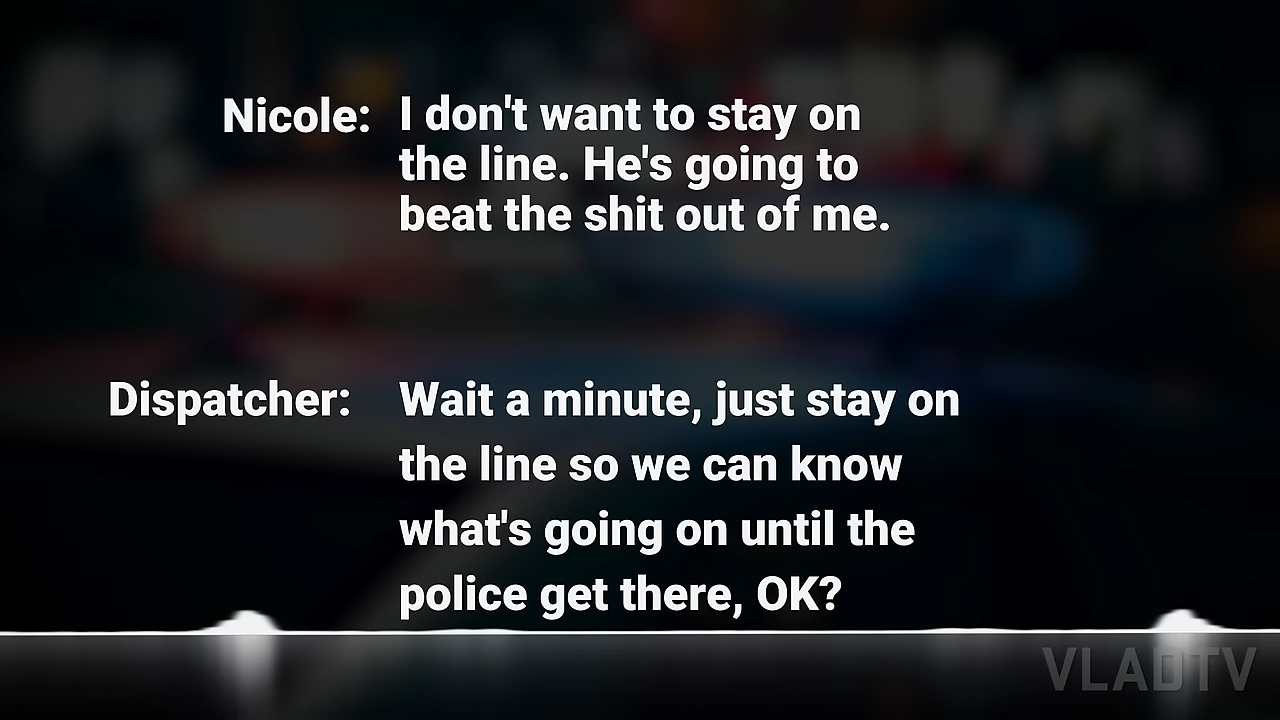 Nicole: I don't want to stay on
the line. He's going to
beat the shit out of me.
Dispatcher: Wait a minute, just stay on
the line so we can know
what's going on until the
police get there, OK?
VLADTV